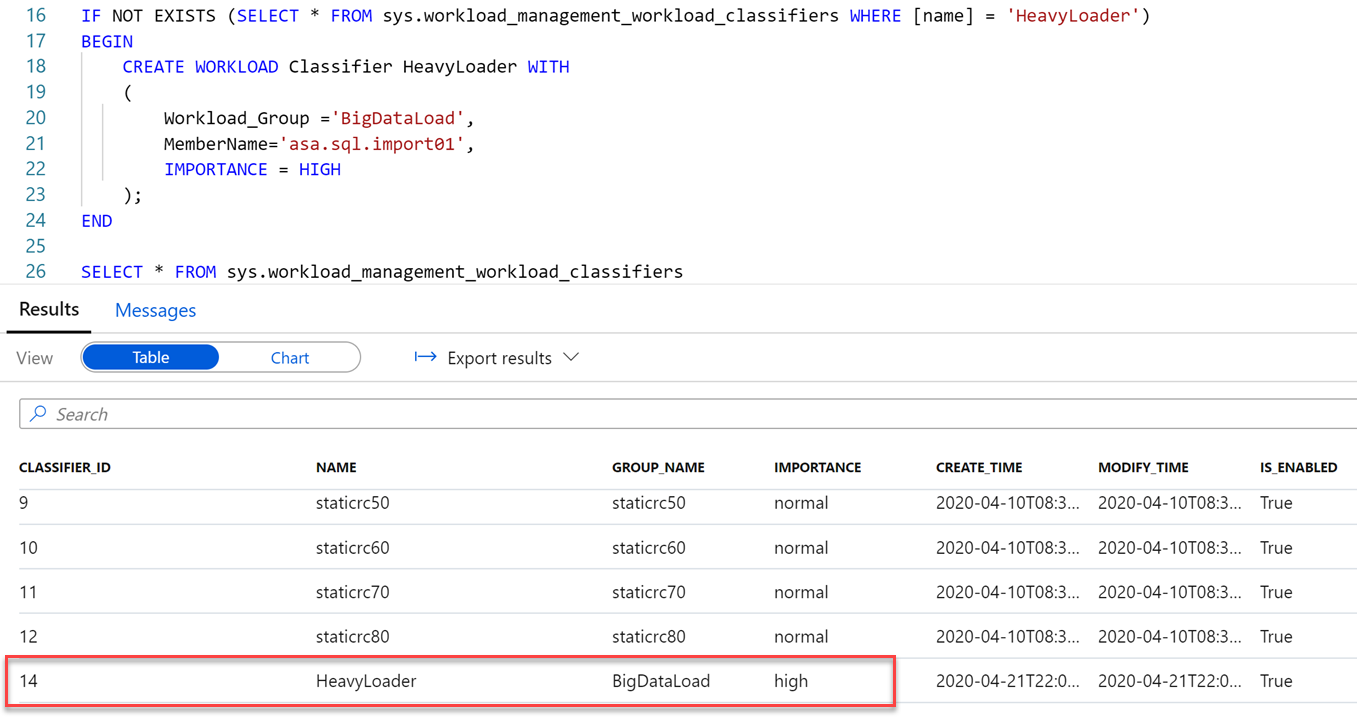 16 IF NOT EXISTS (SELECT * FROM sys.workload_management_workload_classifiers WHERE [name] = 'HeavyLoader')
17 BEGIN
18 CREATE WORKLOAD Classifier HeavyLoader WITH
19 (
20 Workload_Group ='BigDataLoad',
21 MemberName='asa.sql.import01',
22 IMPORTANCE = HIGH
23 );
24 END
25
26 SELECT * FROM sys.workload_management_workload_classifiers
Results Messages
View Table Chart Export results
Search
CLASSIFIER_ID NAME GROUP_NAME IMPORTANCE CREATE_TIME MODIFY_TIME IS_ENABLED
9 staticrc50 staticrc50 normal 2020-04-10T08:3... 2020-04-10T08:3... True
10 staticrc60 staticrc60 normal 2020-04-10T08:3... 2020-04-10T08:3... True
11 staticrc70 staticrc70 normal 2020-04-10T08:3... 2020-04-10T08:3... True
12 staticrc80 staticrc80 normal 2020-04-10T08:3... 2020-04-10T08:3... True
14 HeavyLoader BigDataLoad high 2020-04-21T22:0... 2020-04-21T22:0... True